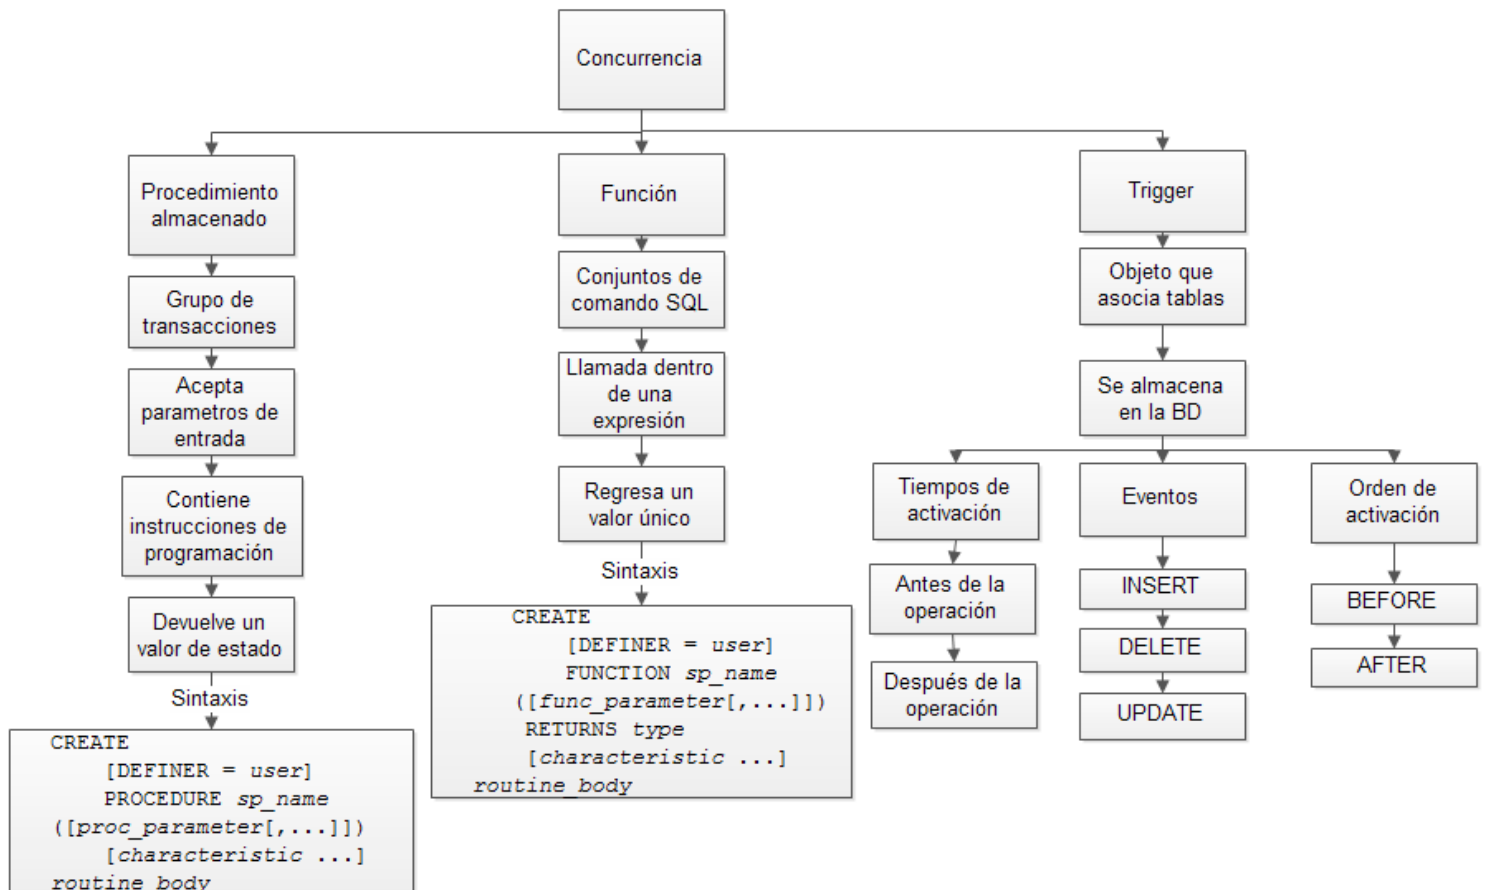 Concurrencia
Procedimiento
almacenado
Grupo de
transacciones
Acepta
parametros de
entrada
Contiene
instrucciones de
programación
Devuelve un
valor de estado
Sintaxis
CREATE
[DEFINER = user]
PROCEDURE sp_name
([proc_parameter[,...]])
[characteristic ...]
routine_body
Función
Conjuntos de
comando SQL
Llamada dentro
de una
expresión
Regresa un
valor único
Sintaxis
CREATE
[DEFINER = user]
FUNCTION sp_name
([func_parameter[,...]])
RETURNS type
[characteristic ...]
routine_body
Trigger
Objeto que
asocia tablas
Se almacena
en la BD
Tiempos de
activación
Antes de la
operación
Después de la
operación
Eventos
INSERT
DELETE
UPDATE
Orden de
activación
BEFORE
AFTER